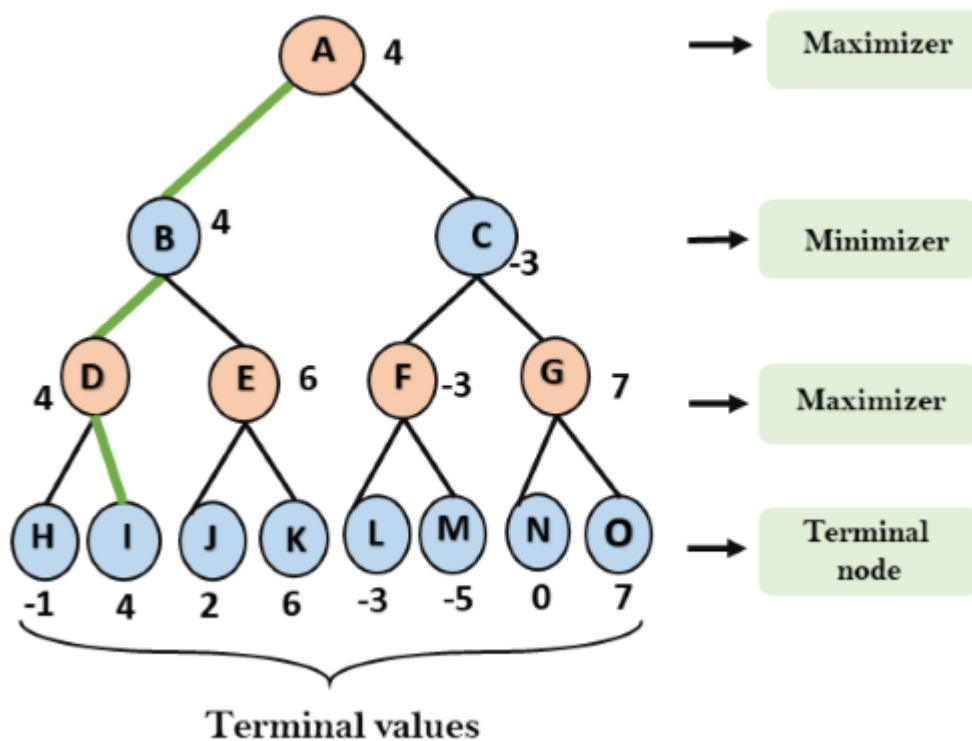 A 4
Maximizer
B 4
C -3
Minimizer
D 4
E 6
F -3
G 7
Maximizer
H I J K L M N O
Terminal
node
-1 4 2 6 -3 -5 0 7
Terminal values